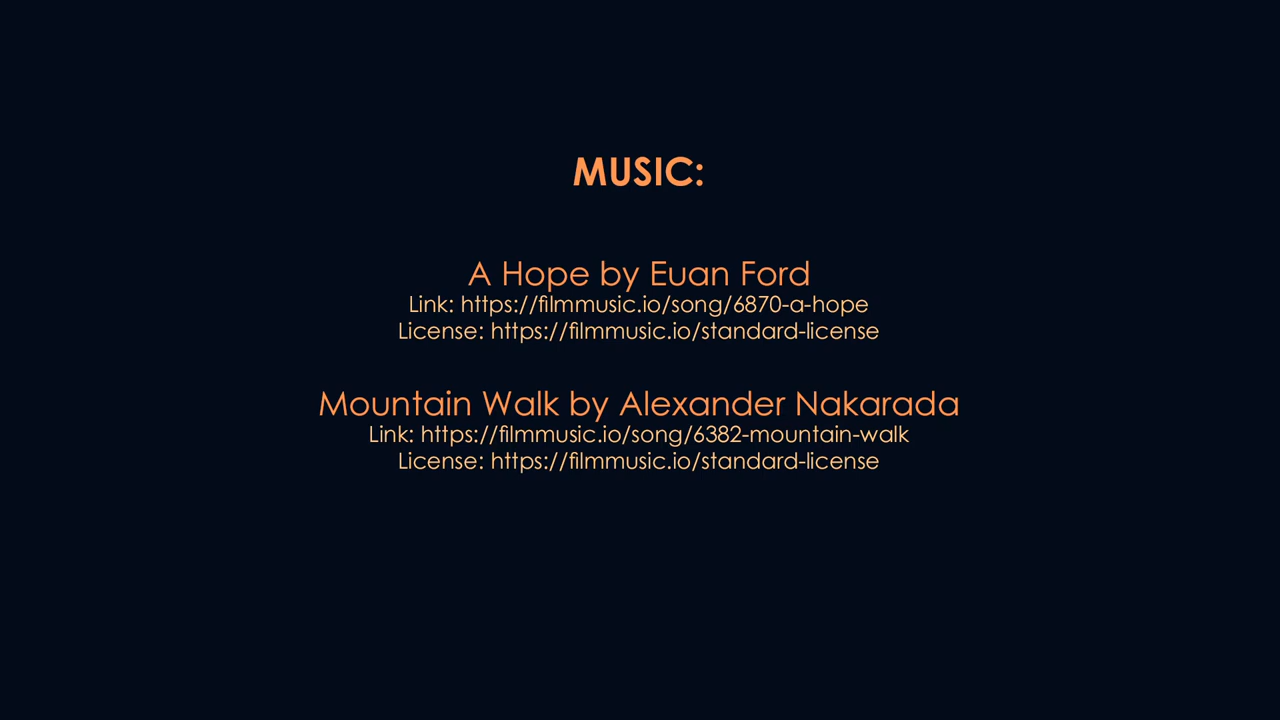 MUSIC:
A Hope by Euan Ford
Link: https://filmmusic.io/song/6870-a-hope
License: https://filmmusic.io/standard-license
Mountain Walk by Alexander Nakarada
Link: https://filmmusic.io/song/6382-mountain-walk
License: https://filmmusic.io/standard-license